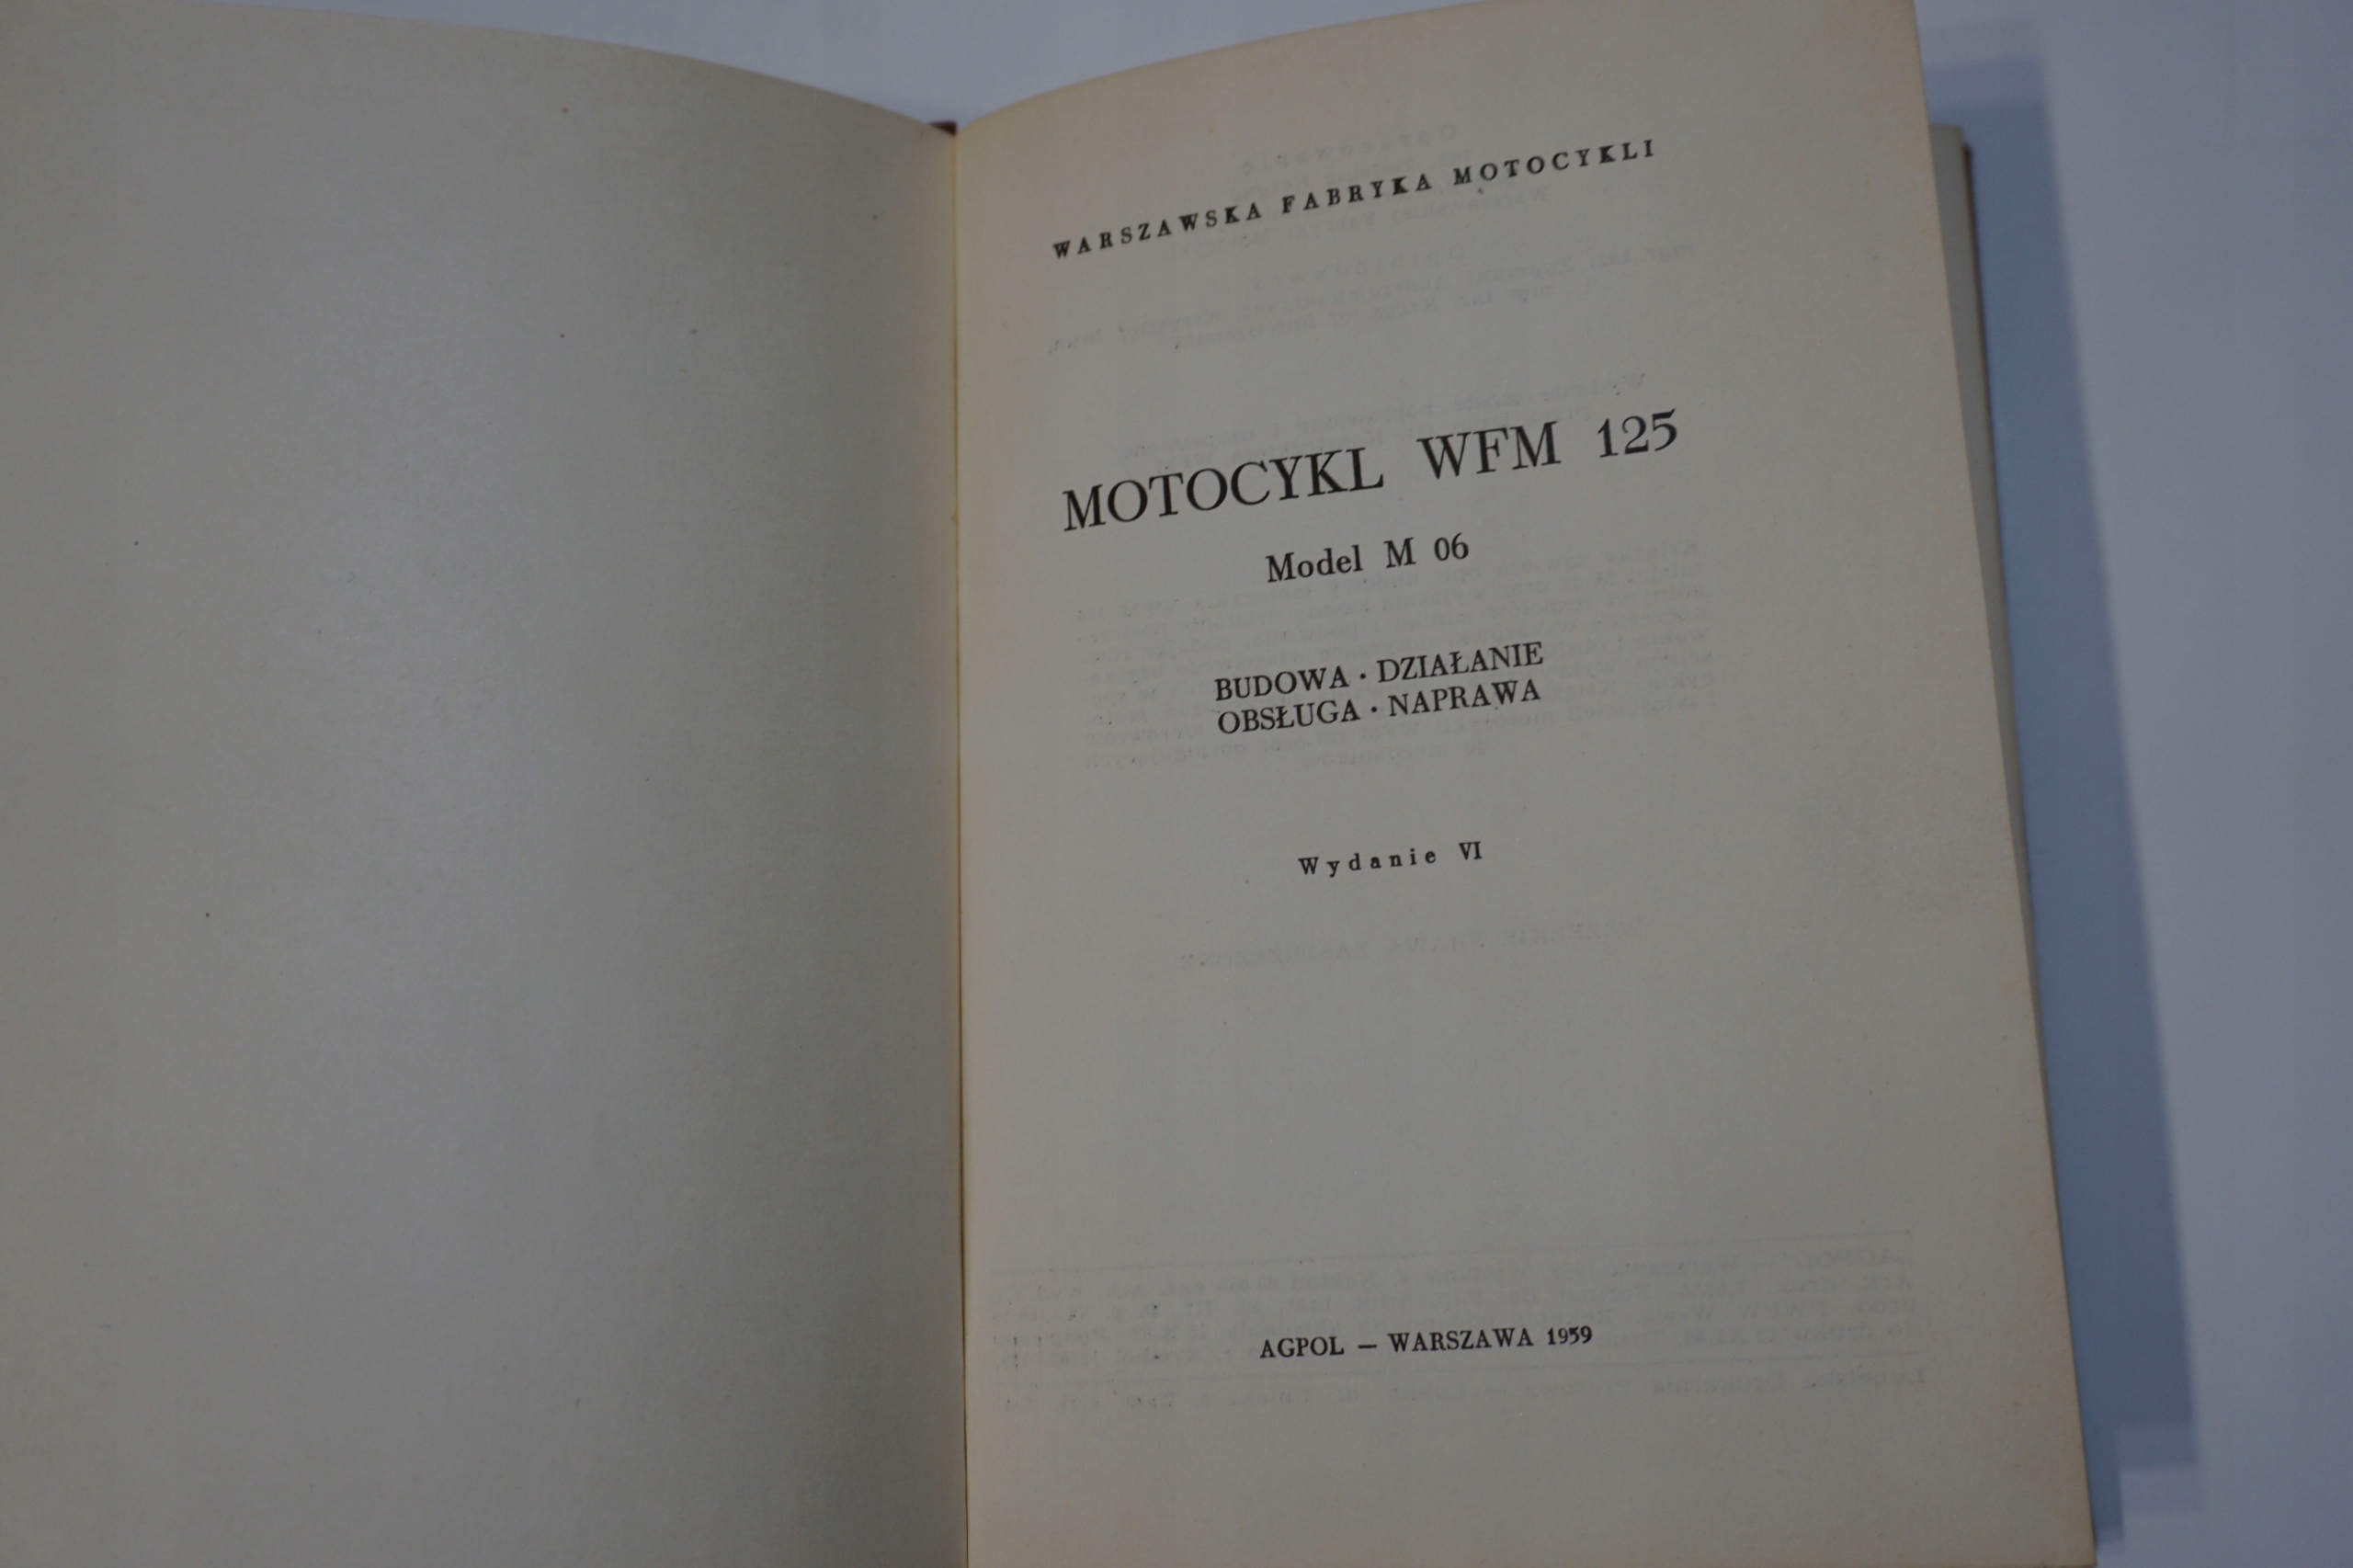 WARSZAWSKA FABRYKA MOTOCYKLI
MOTOCYKL WFM 125
Model M 06
BUDOWA · DZIAŁANIE
OBSŁUGA · NAPRAWA
Wydanie VI
AGPOL — WARSZAWA 1959